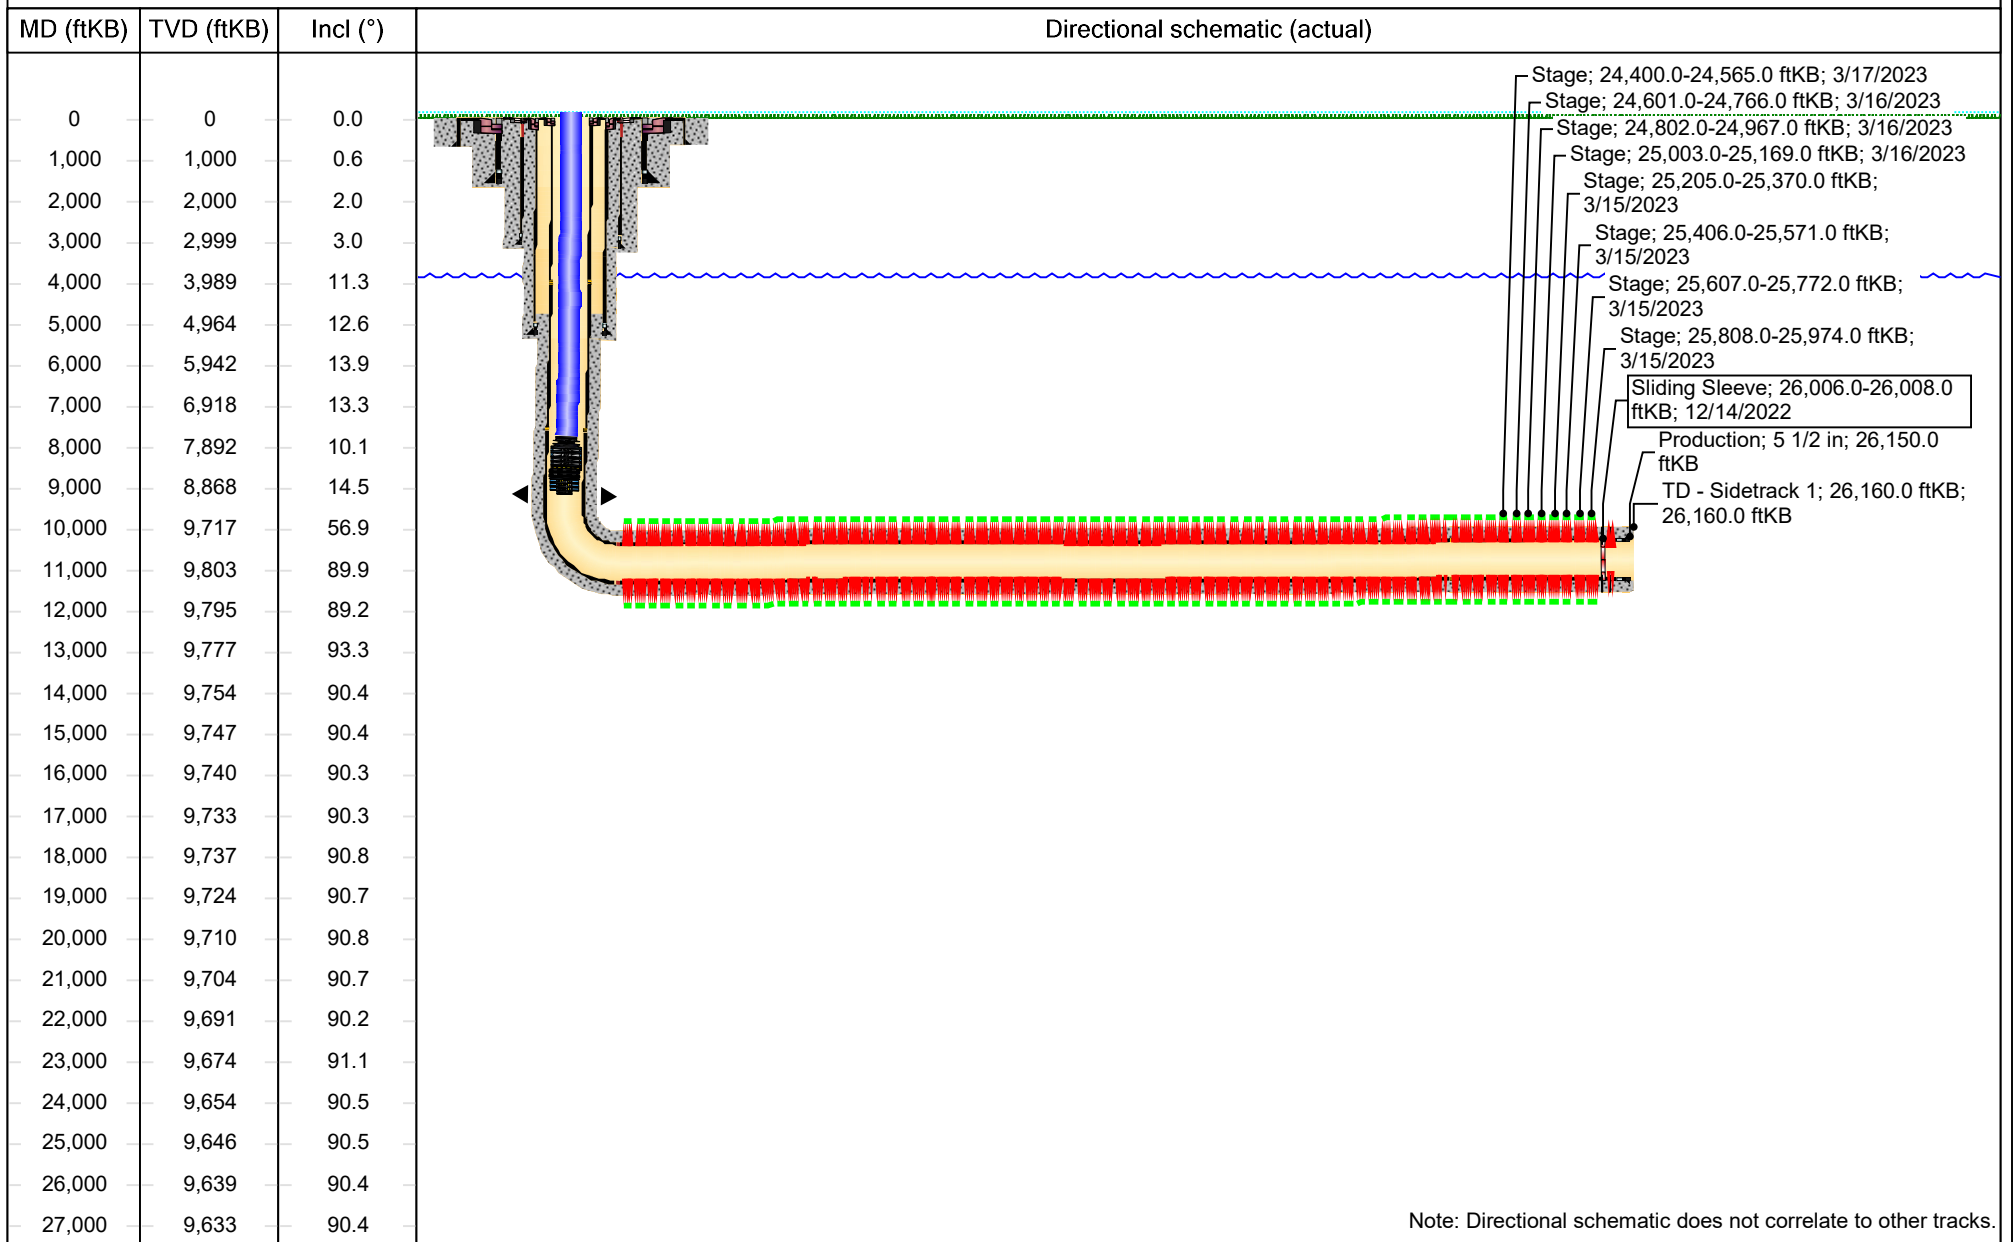 MD (ftKB) TVD (ftKB) Incl (°) Directional schematic (actual)
0 0 0.0
1,000 1,000 0.6
2,000 2,000 2.0
3,000 2,999 3.0
4,000 3,989 11.3
5,000 4,964 12.6
6,000 5,942 13.9
7,000 6,918 13.3
8,000 7,892 10.1
9,000 8,868 14.5
10,000 9,717 56.9
11,000 9,803 89.9
12,000 9,795 89.2
13,000 9,777 93.3
14,000 9,754 90.4
15,000 9,747 90.4
16,000 9,740 90.3
17,000 9,733 90.3
18,000 9,737 90.8
19,000 9,724 90.7
20,000 9,710 90.8
21,000 9,704 90.7
22,000 9,691 90.2
23,000 9,674 91.1
24,000 9,654 90.5
25,000 9,646 90.5
26,000 9,639 90.4
27,000 9,633 90.4
Stage; 24,400.0-24,565.0 ftKB; 3/17/2023
Stage; 24,601.0-24,766.0 ftKB; 3/16/2023
Stage; 24,802.0-24,967.0 ftKB; 3/16/2023
Stage; 25,003.0-25,169.0 ftKB; 3/16/2023
Stage; 25,205.0-25,370.0 ftKB;
3/15/2023
Stage; 25,406.0-25,571.0 ftKB;
3/15/2023
Stage; 25,607.0-25,772.0 ftKB;
3/15/2023
Stage; 25,808.0-25,974.0 ftKB;
3/15/2023
Sliding Sleeve; 26,006.0-26,008.0
ftKB; 12/14/2022
Production; 5 1/2 in; 26,150.0
ftKB
TD - Sidetrack 1; 26,160.0 ftKB;
26,160.0 ftKB
Note: Directional schematic does not correlate to other tracks.